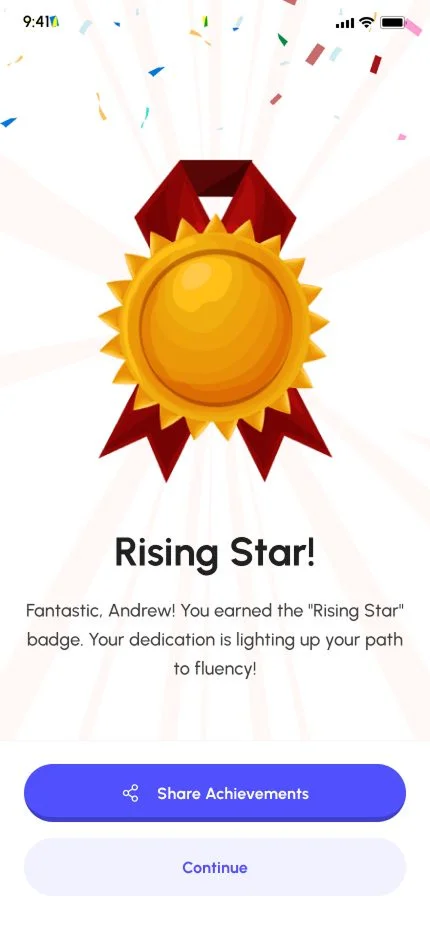 9:41
Rising Star!
Fantastic, Andrew! You earned the "Rising Star"
badge. Your dedication is lighting up your path
to fluency!
Share Achievements
Continue